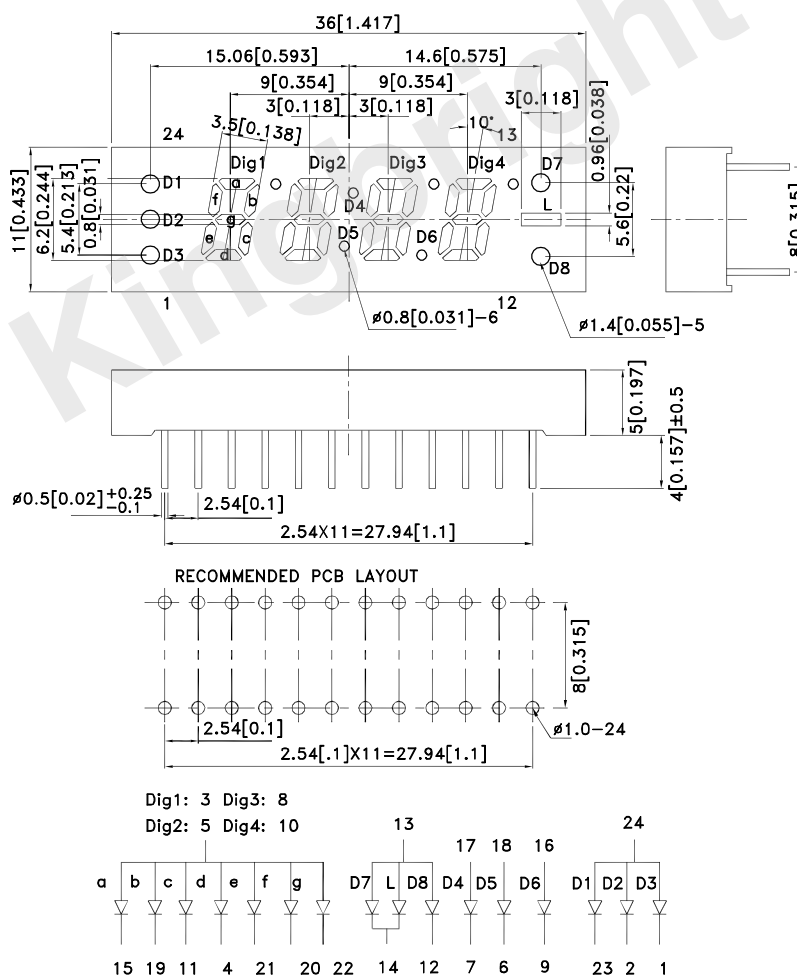 36[1.417]
15.06[0.593] 14.6[0.575]
9[0.354] 9[0.354]
3[0.118] 3[0.118] 3[0.118]
24 3.5[0.138] 10° 13 0.96[0.038]
Dig1 Dig2 Dig3 Dig4 D7
D1 a
f b D4
D2 g L
e c D5 D6
D3 d D8
11[0.433] 6.2[0.244] 5.4[0.213] 0.8[0.031] 5.6[0.22] 8[0.315]
1 12
ø0.8[0.031]-6 ø1.4[0.055]-5
Kingbright
5[0.197]
4[0.157]±0.5
ø0.5[0.02]+0.25
-0.1
2.54[0.1]
2.54X11=27.94[1.1]
RECOMMENDED PCB LAYOUT
8[0.315]
2.54[0.1] ø1.0-24
2.54[.1]X11=27.94[1.1]
Dig1: 3 Dig3: 8
Dig2: 5 Dig4: 10
13 24
17 18 16
a b c d e f g D7 L D8 D4 D5 D6 D1 D2 D3
15 19 11 4 21 20 22 14 12 7 6 9 23 2 1